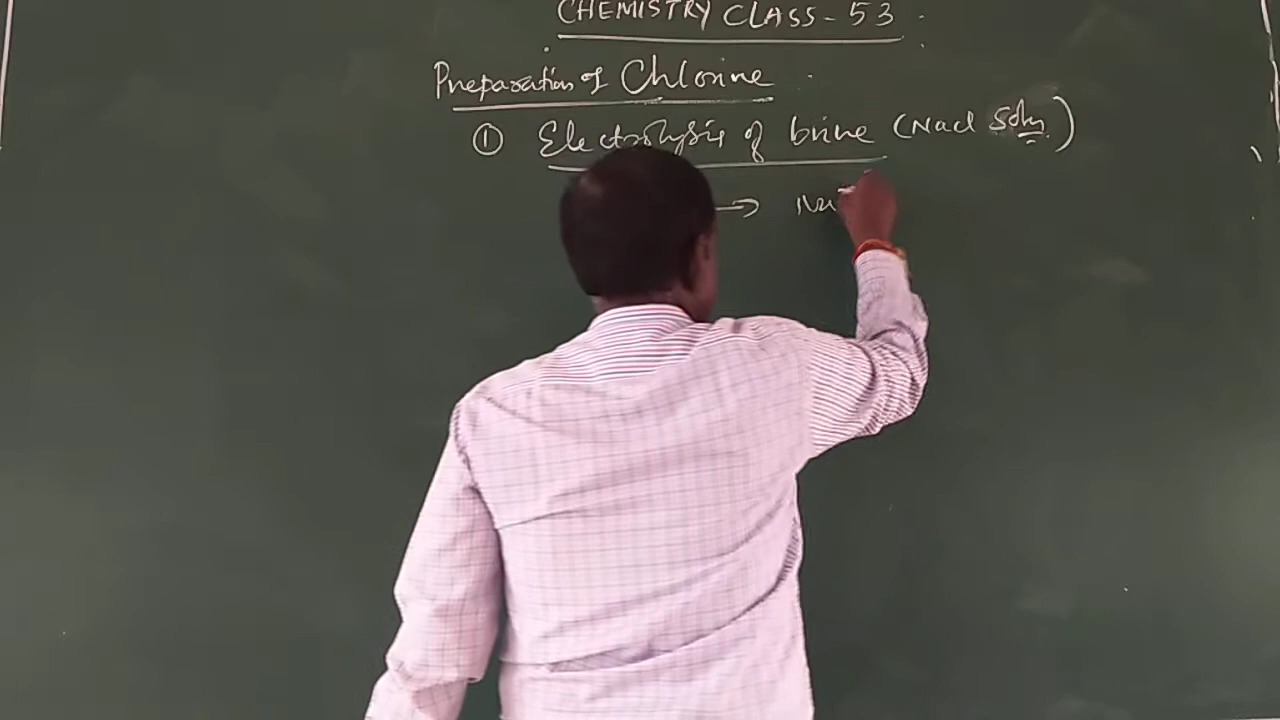 CHEMISTRY CLASS - 53
Preparation of Chlorine
① Electrolysis of brine (NaCl Soln)
→ Na